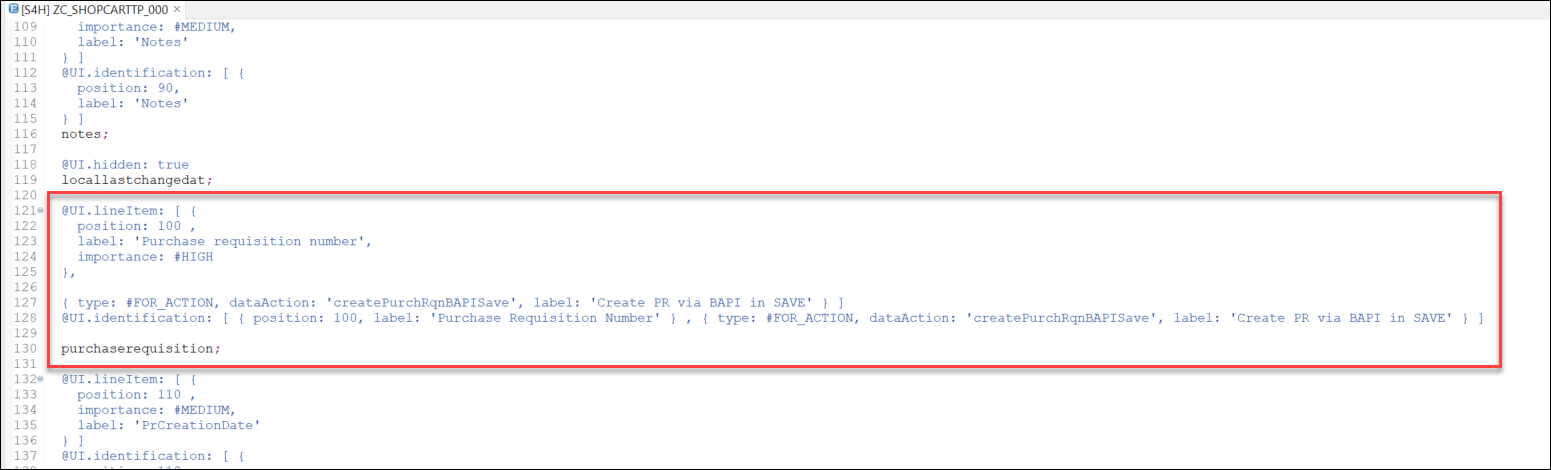 [S4H] ZC_SHOPCARTTP_000
109 importance: #MEDIUM,
110 label: 'Notes'
111 } ]
112 @UI.identification: [ {
113 position: 90,
114 label: 'Notes'
115 } ]
116 notes;
117
118 @UI.hidden: true
119 locallastchangedat;
120
121 @UI.lineItem: [ {
122 position: 100 ,
123 label: 'Purchase requisition number',
124 importance: #HIGH
125 },
126
127 { type: #FOR_ACTION, dataAction: 'createPurchRqnBAPISave', label: 'Create PR via BAPI in SAVE' } ]
128 @UI.identification: [ { position: 100, label: 'Purchase Requisition Number' } , { type: #FOR_ACTION, dataAction: 'createPurchRqnBAPISave', label: 'Create PR via BAPI in SAVE' } ]
129
130 purchaserequisition;
131
132 @UI.lineItem: [ {
133 position: 110 ,
134 importance: #MEDIUM,
135 label: 'PrCreationDate'
136 } ]
137 @UI.identification: [ {